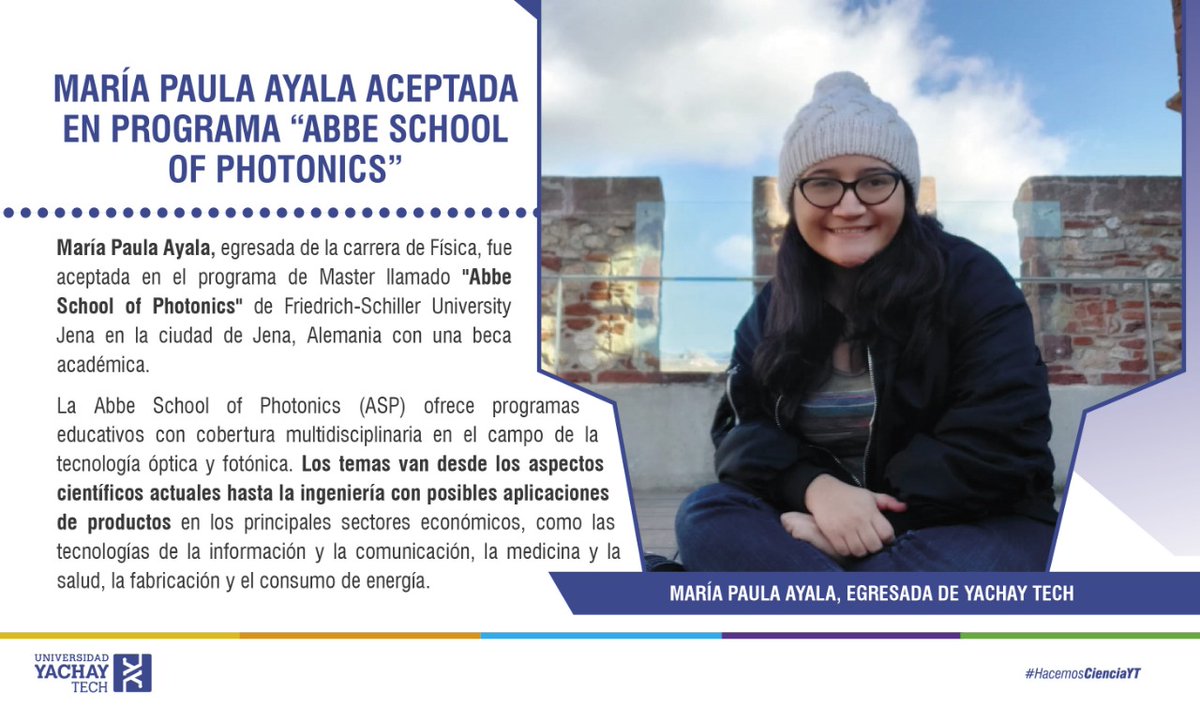 MARÍA PAULA AYALA ACEPTADA
EN PROGRAMA “ABBE SCHOOL
OF PHOTONICS”
María Paula Ayala, egresada de la carrera de Física, fue
aceptada en el programa de Master llamado "Abbe
School of Photonics" de Friedrich-Schiller University
Jena en la ciudad de Jena, Alemania con una beca
académica.
La Abbe School of Photonics (ASP) ofrece programas
educativos con cobertura multidisciplinaria en el campo de la
tecnología óptica y fotónica. Los temas van desde los aspectos
científicos actuales hasta la ingeniería con posibles aplicaciones
de productos en los principales sectores económicos, como las
tecnologías de la información y la comunicación, la medicina y la
salud, la fabricación y el consumo de energía.
MARÍA PAULA AYALA, EGRESADA DE YACHAY TECH
UNIVERSIDAD
YACHAY
TECH
#HacemosCienciaYT